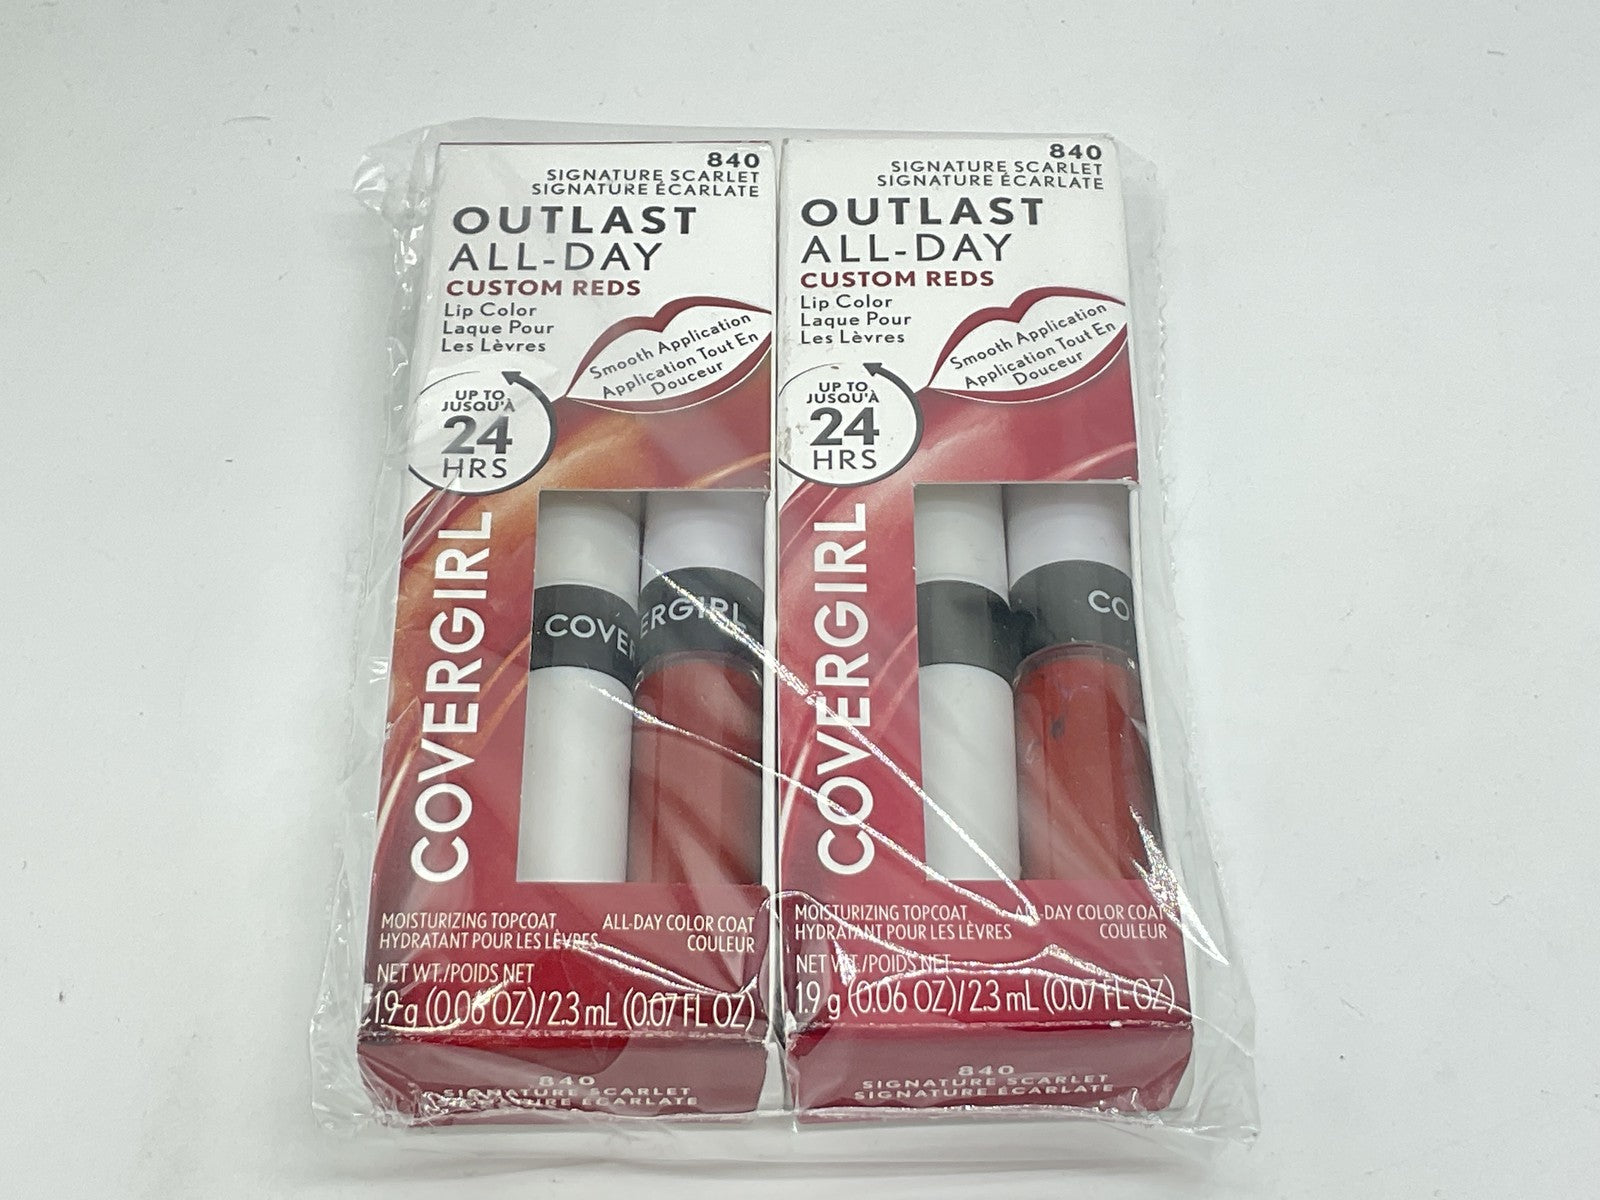 840
SIGNATURE SCARLET
SIGNATURE ÉCARLATE
OUTLAST
ALL-DAY
CUSTOM REDS
Lip Color
Laque Pour
Les Lèvres
Smooth Application
Application Tout En
Douceur
UP TO
JUSQU'À
24
HRS
COVERGIRL
COVER
ERGIRL
MOISTURIZING TOPCOAT
HYDRATANT POUR LES LÈVRES
ALL-DAY COLOR COAT
COULEUR
NET WT./POIDS NET
1.9 g (0.06 OZ)/2.3 mL (0.07 FL OZ)
840
SIGNATURE SCARLET
SIGNATURE ÉCARLATE
840
SIGNATURE SCARLET
SIGNATURE ÉCARLATE
OUTLAST
ALL-DAY
CUSTOM REDS
Lip Color
Laque Pour
Les Lèvres
Smooth Application
Application Tout En
Douceur
UP TO
JUSQU'À
24
HRS
COVERGIRL
CO
MOISTURIZING TOPCOAT
HYDRATANT POUR LES LÈVRES
ALL-DAY COLOR COAT
COULEUR
NET WT./POIDS NET
1.9 g (0.06 OZ)/2.3 mL (0.07 FL OZ)
840
SIGNATURE SCARLET
SIGNATURE ÉCARLATE